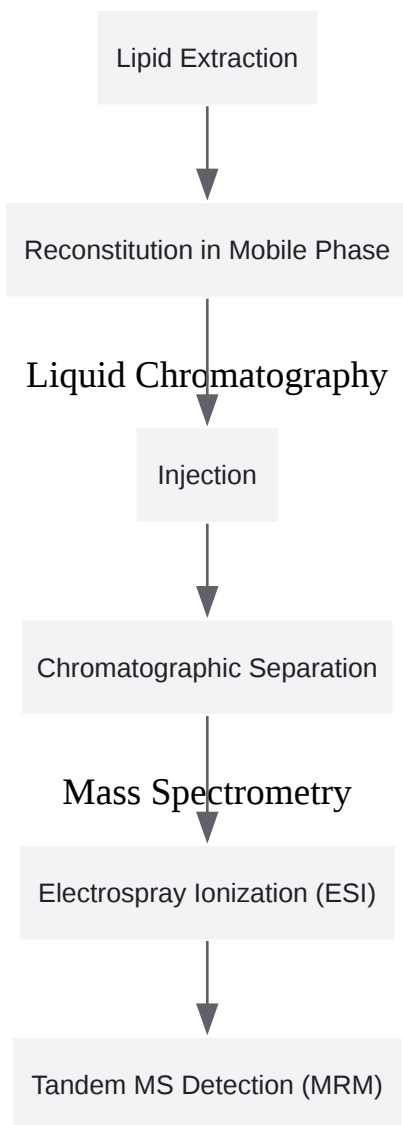 Lipid Extraction
Reconstitution in Mobile Phase
Liquid Chromatography
Injection
Chromatographic Separation
Mass Spectrometry
Electrospray Ionization (ESI)
Tandem MS Detection (MRM)